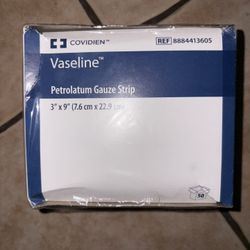 COVIDIEN™
REF 8884413605
Vaseline™
Petrolatum Gauze Strip
3" x 9" (7.6 cm x 22.9 cm)
50